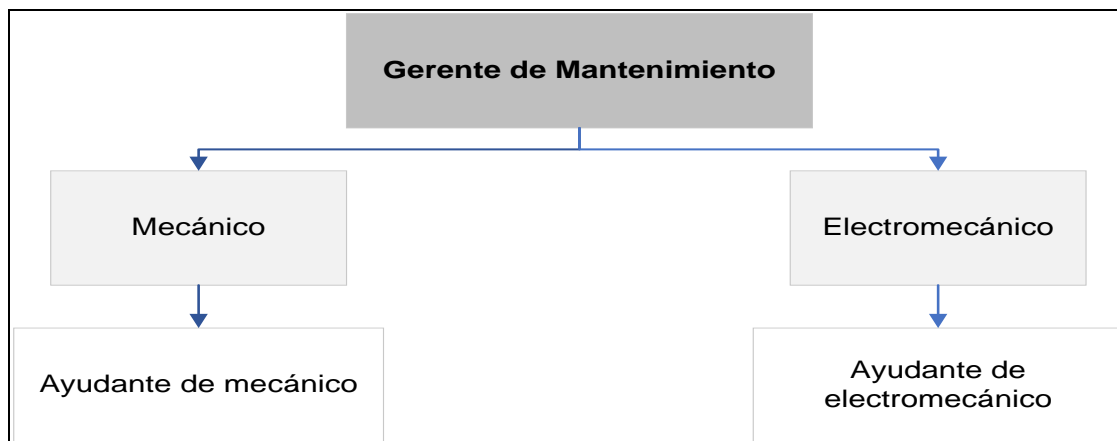 Gerente de Mantenimiento
Mecánico
Electromecánico
Ayudante de mecánico
Ayudante de
electromecánico